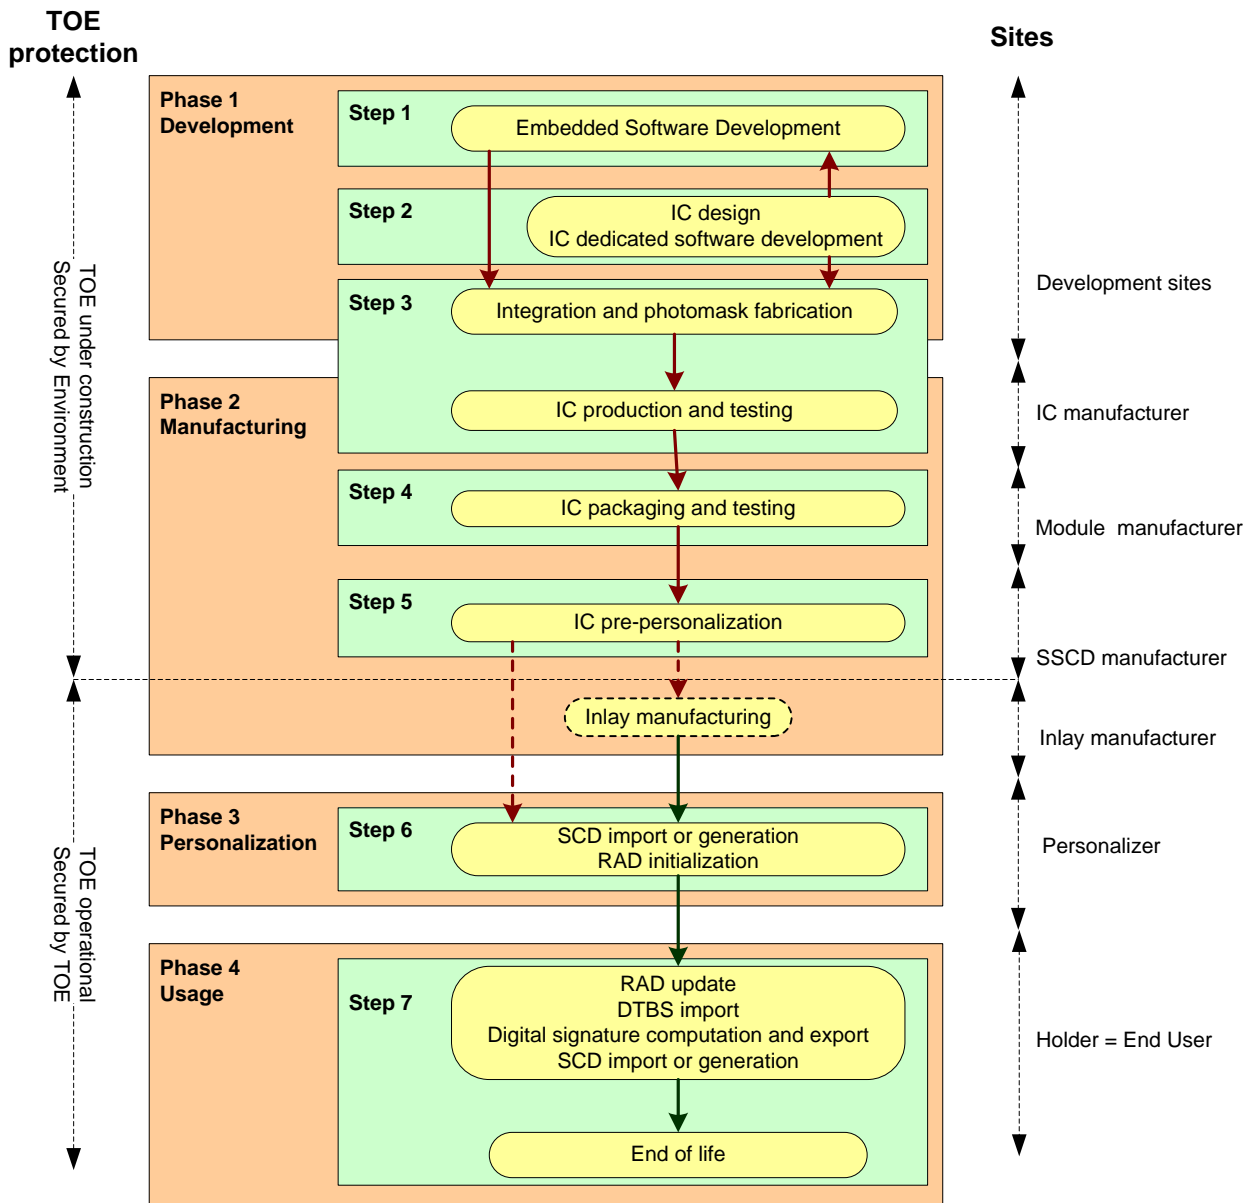 TOE
protection
Sites
Phase 1
Development
Step 1
Embedded Software Development
Step 2
IC design
IC dedicated software development
Step 3
Integration and photomask fabrication
Development sites
TOE under construction
Secured by Environment
Phase 2
Manufacturing
IC production and testing
IC manufacturer
Step 4
IC packaging and testing
Module manufacturer
Step 5
IC pre-personalization
SSCD manufacturer
Inlay manufacturing
Inlay manufacturer
Phase 3
Personalization
Step 6
SCD import or generation
RAD initialization
Personalizer
TOE operational
Secured by TOE
Phase 4
Usage
Step 7
RAD update
DTBS import
Digital signature computation and export
SCD import or generation
Holder = End User
End of life